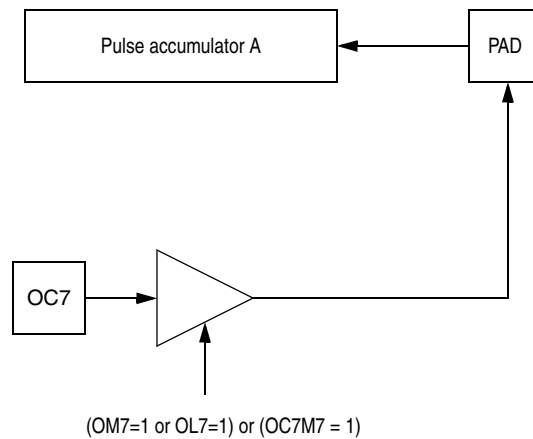 Pulse accumulator A
PAD
OC7
(OM7=1 or OL7=1) or (OC7M7 = 1)